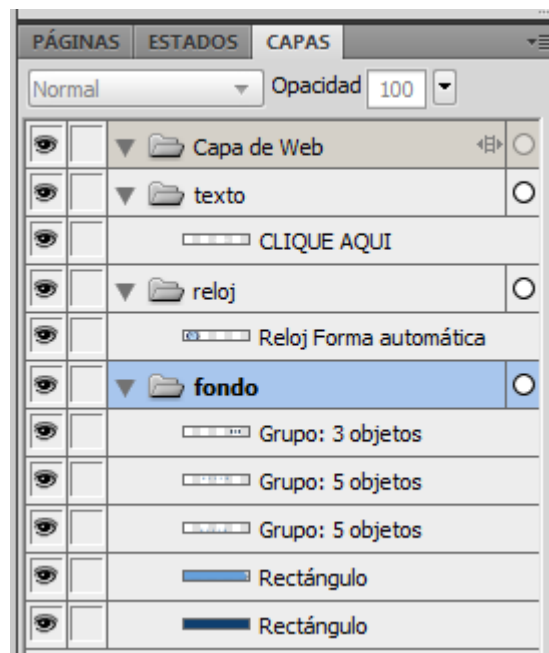 PÁGINAS ESTADOS CAPAS
Normal Opacidad 100
Capa de Web
texto
CLIQUE AQUI
reloj
Reloj Forma automática
fondo
Grupo: 3 objetos
Grupo: 5 objetos
Grupo: 5 objetos
Rectángulo
Rectángulo